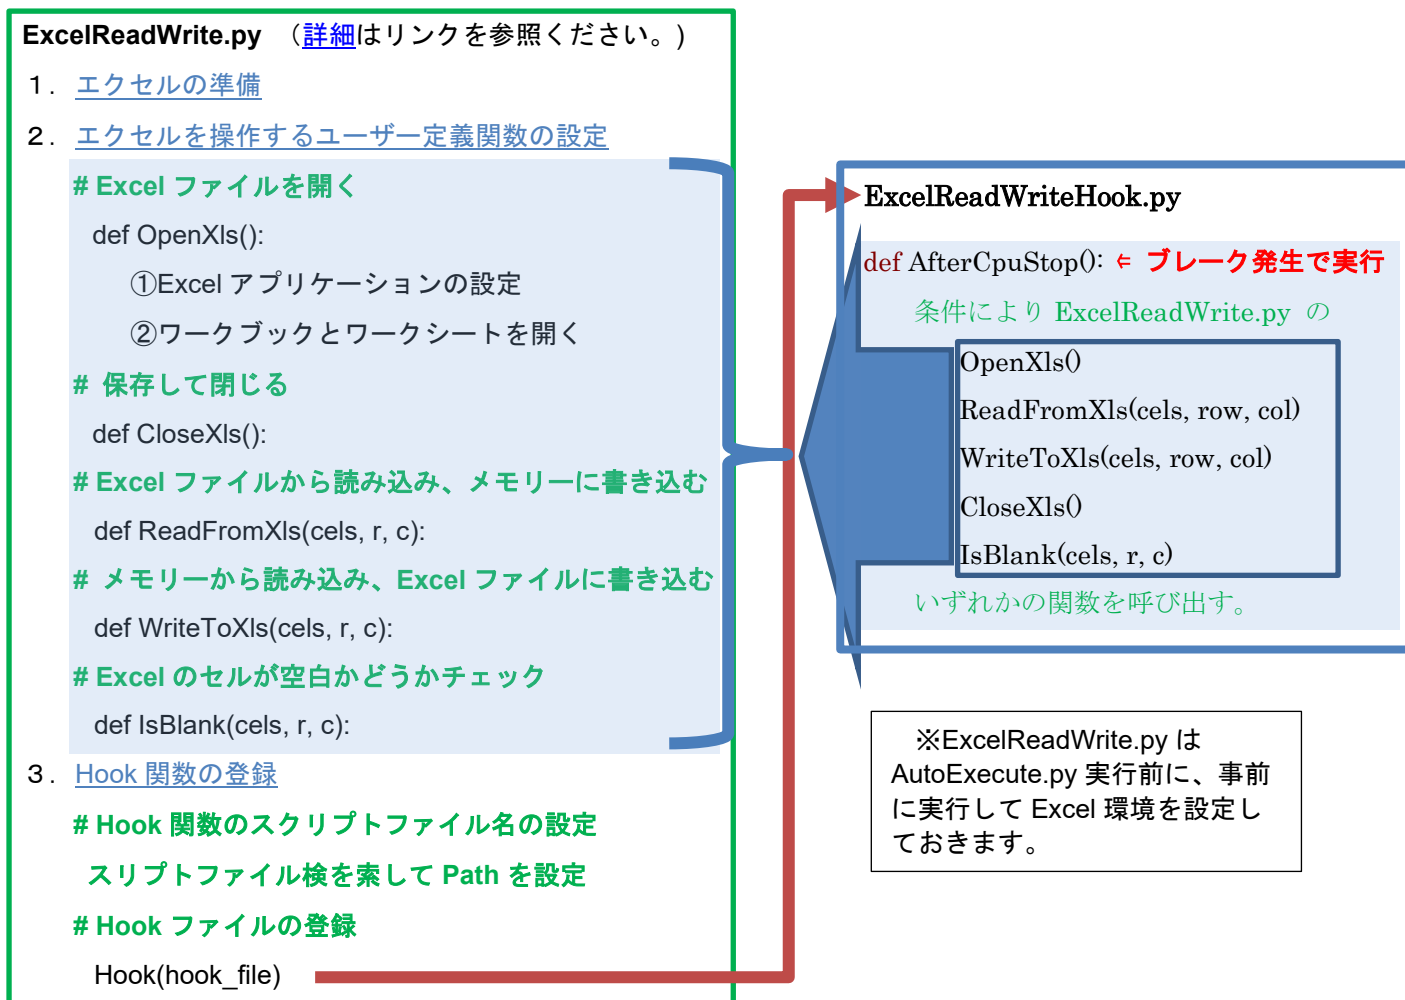 ExcelReadWrite.py （詳細はリンクを参照ください。)
１. エクセルの準備
２. エクセルを操作するユーザー定義関数の設定
# Excel ファイルを開く
def OpenXls():
①Excel アプリケーションの設定
②ワークブックとワークシートを開く
# 保存して閉じる
def CloseXls():
# Excel ファイルから読み込み、メモリーに書き込む
def ReadFromXls(cels, r, c):
# メモリーから読み込み、Excel ファイルに書き込む
def WriteToXls(cels, r, c):
# Excel のセルが空白かどうかチェック
def IsBlank(cels, r, c):
３. Hook 関数の登録
# Hook 関数のスクリプトファイル名の設定
スリプトファイル検を索して Path を設定
# Hook ファイルの登録
Hook(hook_file)
ExcelReadWriteHook.py
def AfterCpuStop(): ⇐ ブレーク発生で実行
条件により ExcelReadWrite.py の
OpenXls()
ReadFromXls(cels, row, col)
WriteToXls(cels, row, col)
CloseXls()
IsBlank(cels, r, c)
いずれかの関数を呼び出す。
※ExcelReadWrite.py は
AutoExecute.py 実行前に、事前
に実行して Excel 環境を設定し
ておきます。